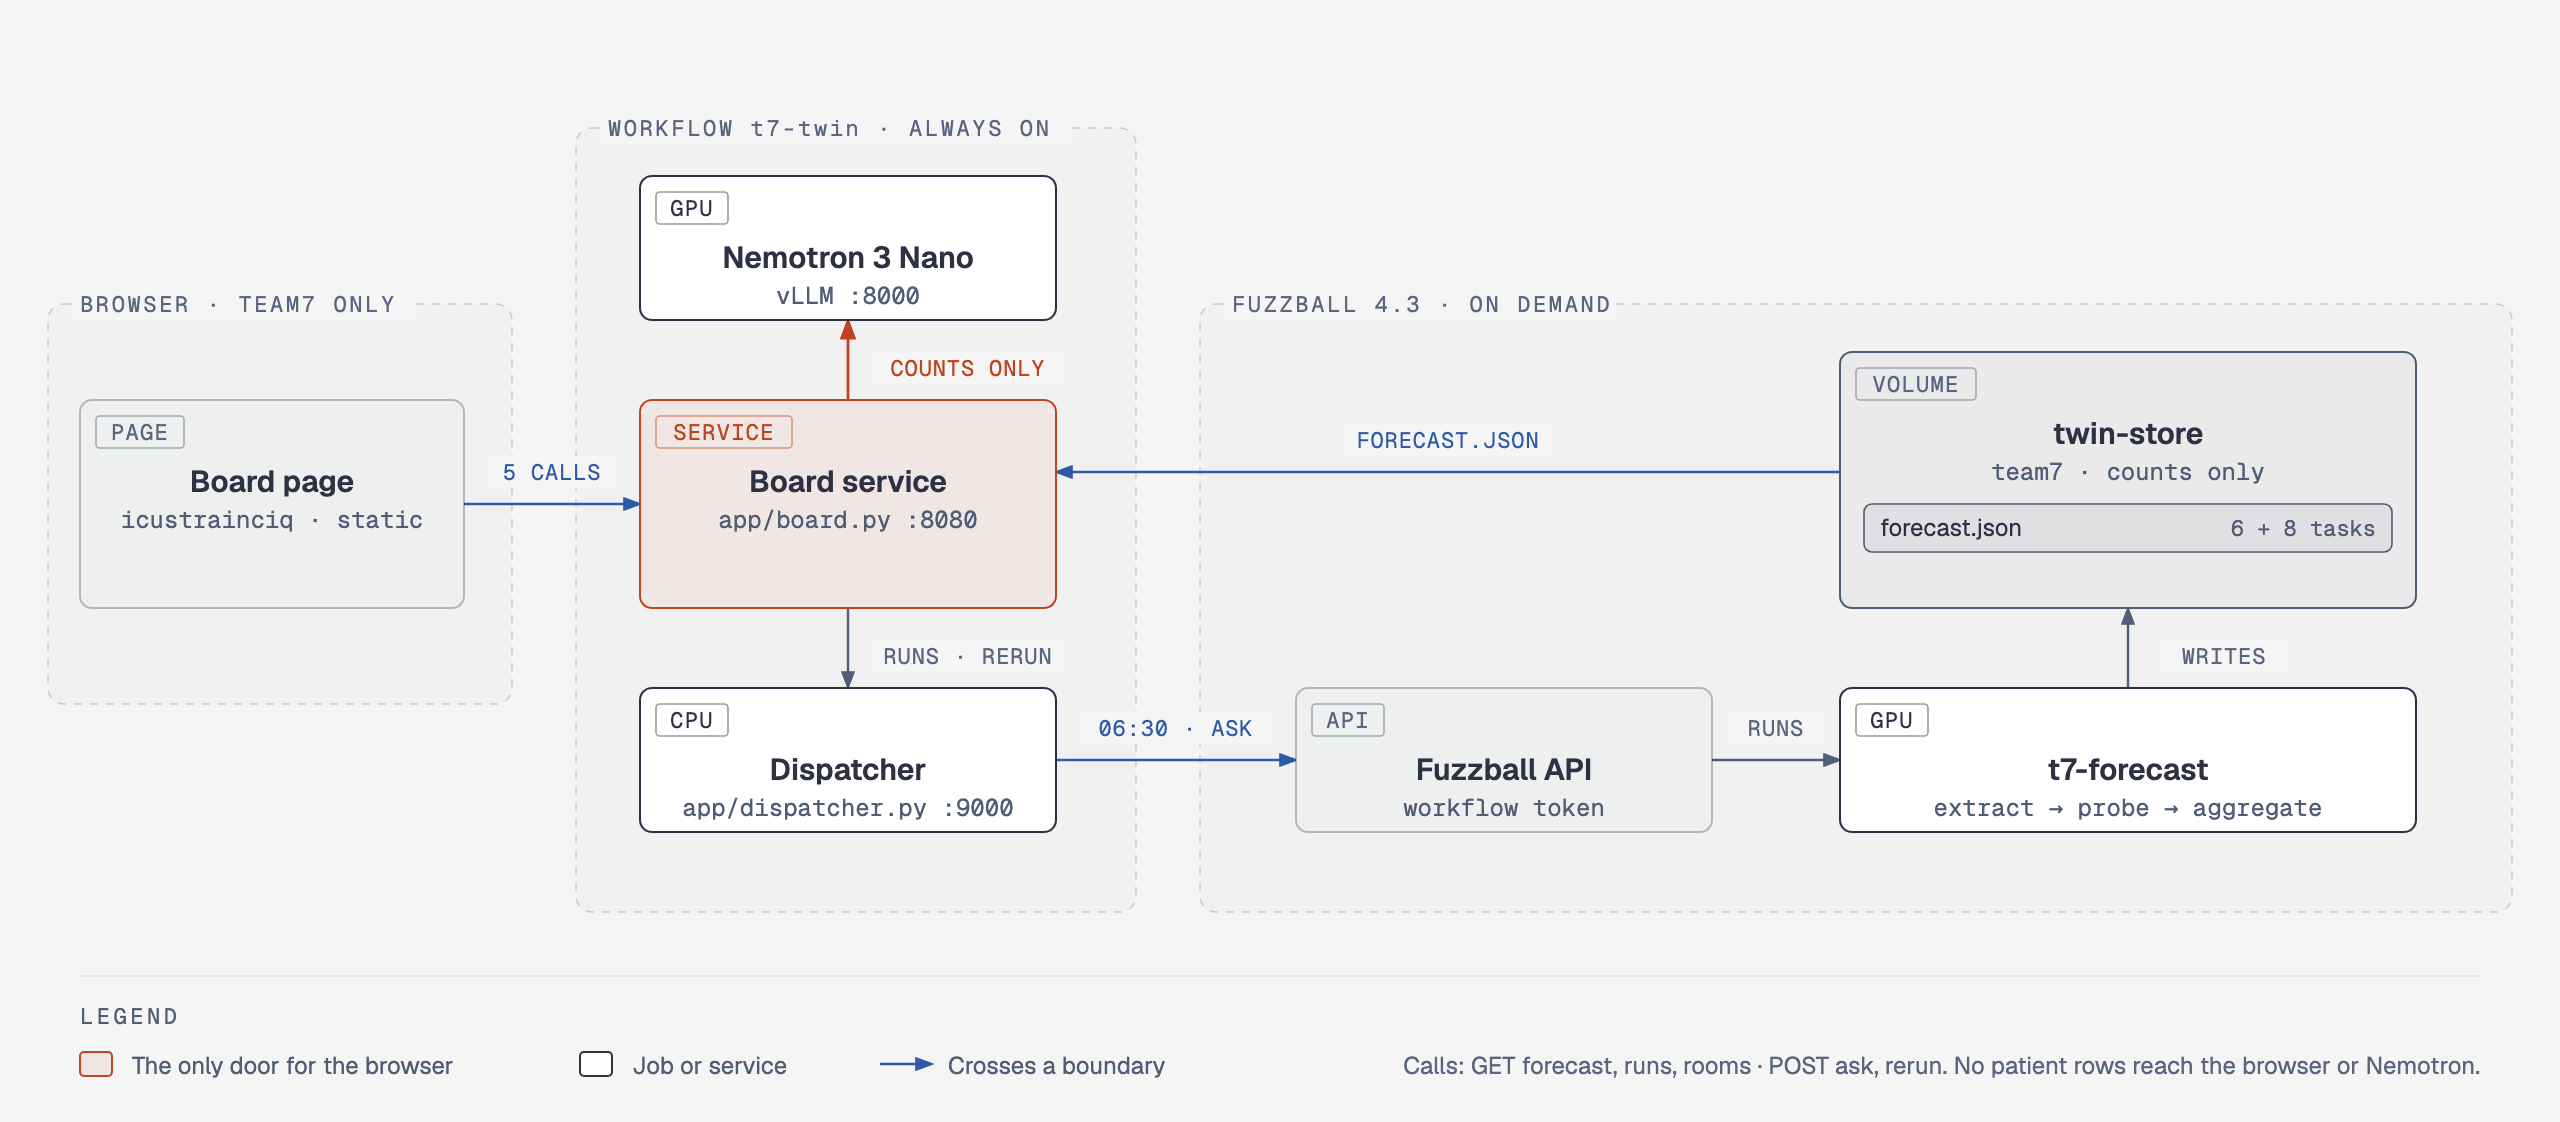 WORKFLOW t7-twin · ALWAYS ON
GPU
Nemotron 3 Nano
vLLM :8000
BROWSER · TEAM7 ONLY
FUZZBALL 4.3 · ON DEMAND
COUNTS ONLY
PAGE
Board page
icustrainciq · static
5 CALLS
SERVICE
Board service
app/board.py :8080
FORECAST.JSON
VOLUME
twin-store
team7 · counts only
forecast.json 6 + 8 tasks
RUNS · RERUN
WRITES
CPU
Dispatcher
app/dispatcher.py :9000
06:30 · ASK
API
Fuzzball API
workflow token
RUNS
GPU
t7-forecast
extract → probe → aggregate
LEGEND
The only door for the browser
Job or service
Crosses a boundary
Calls: GET forecast, runs, rooms · POST ask, rerun. No patient rows reach the browser or Nemotron.